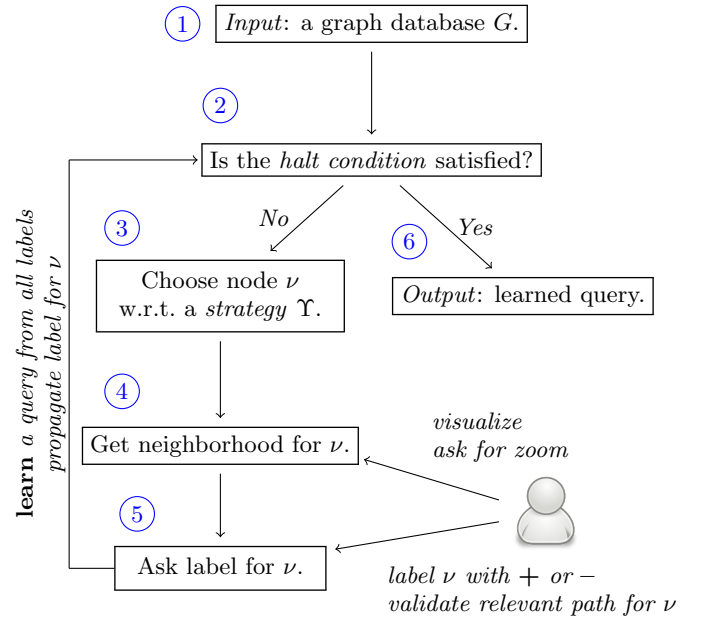 1
Input: a graph database G.
2
Is the halt condition satisfied?
No
Yes
3
6
Choose node ν
w.r.t. a strategy ϒ.
Output: learned query.
4
Get neighborhood for ν.
visualize
ask for zoom
5
Ask label for ν.
label ν with + or −
validate relevant path for ν
learn a query from all labels
propagate label for ν